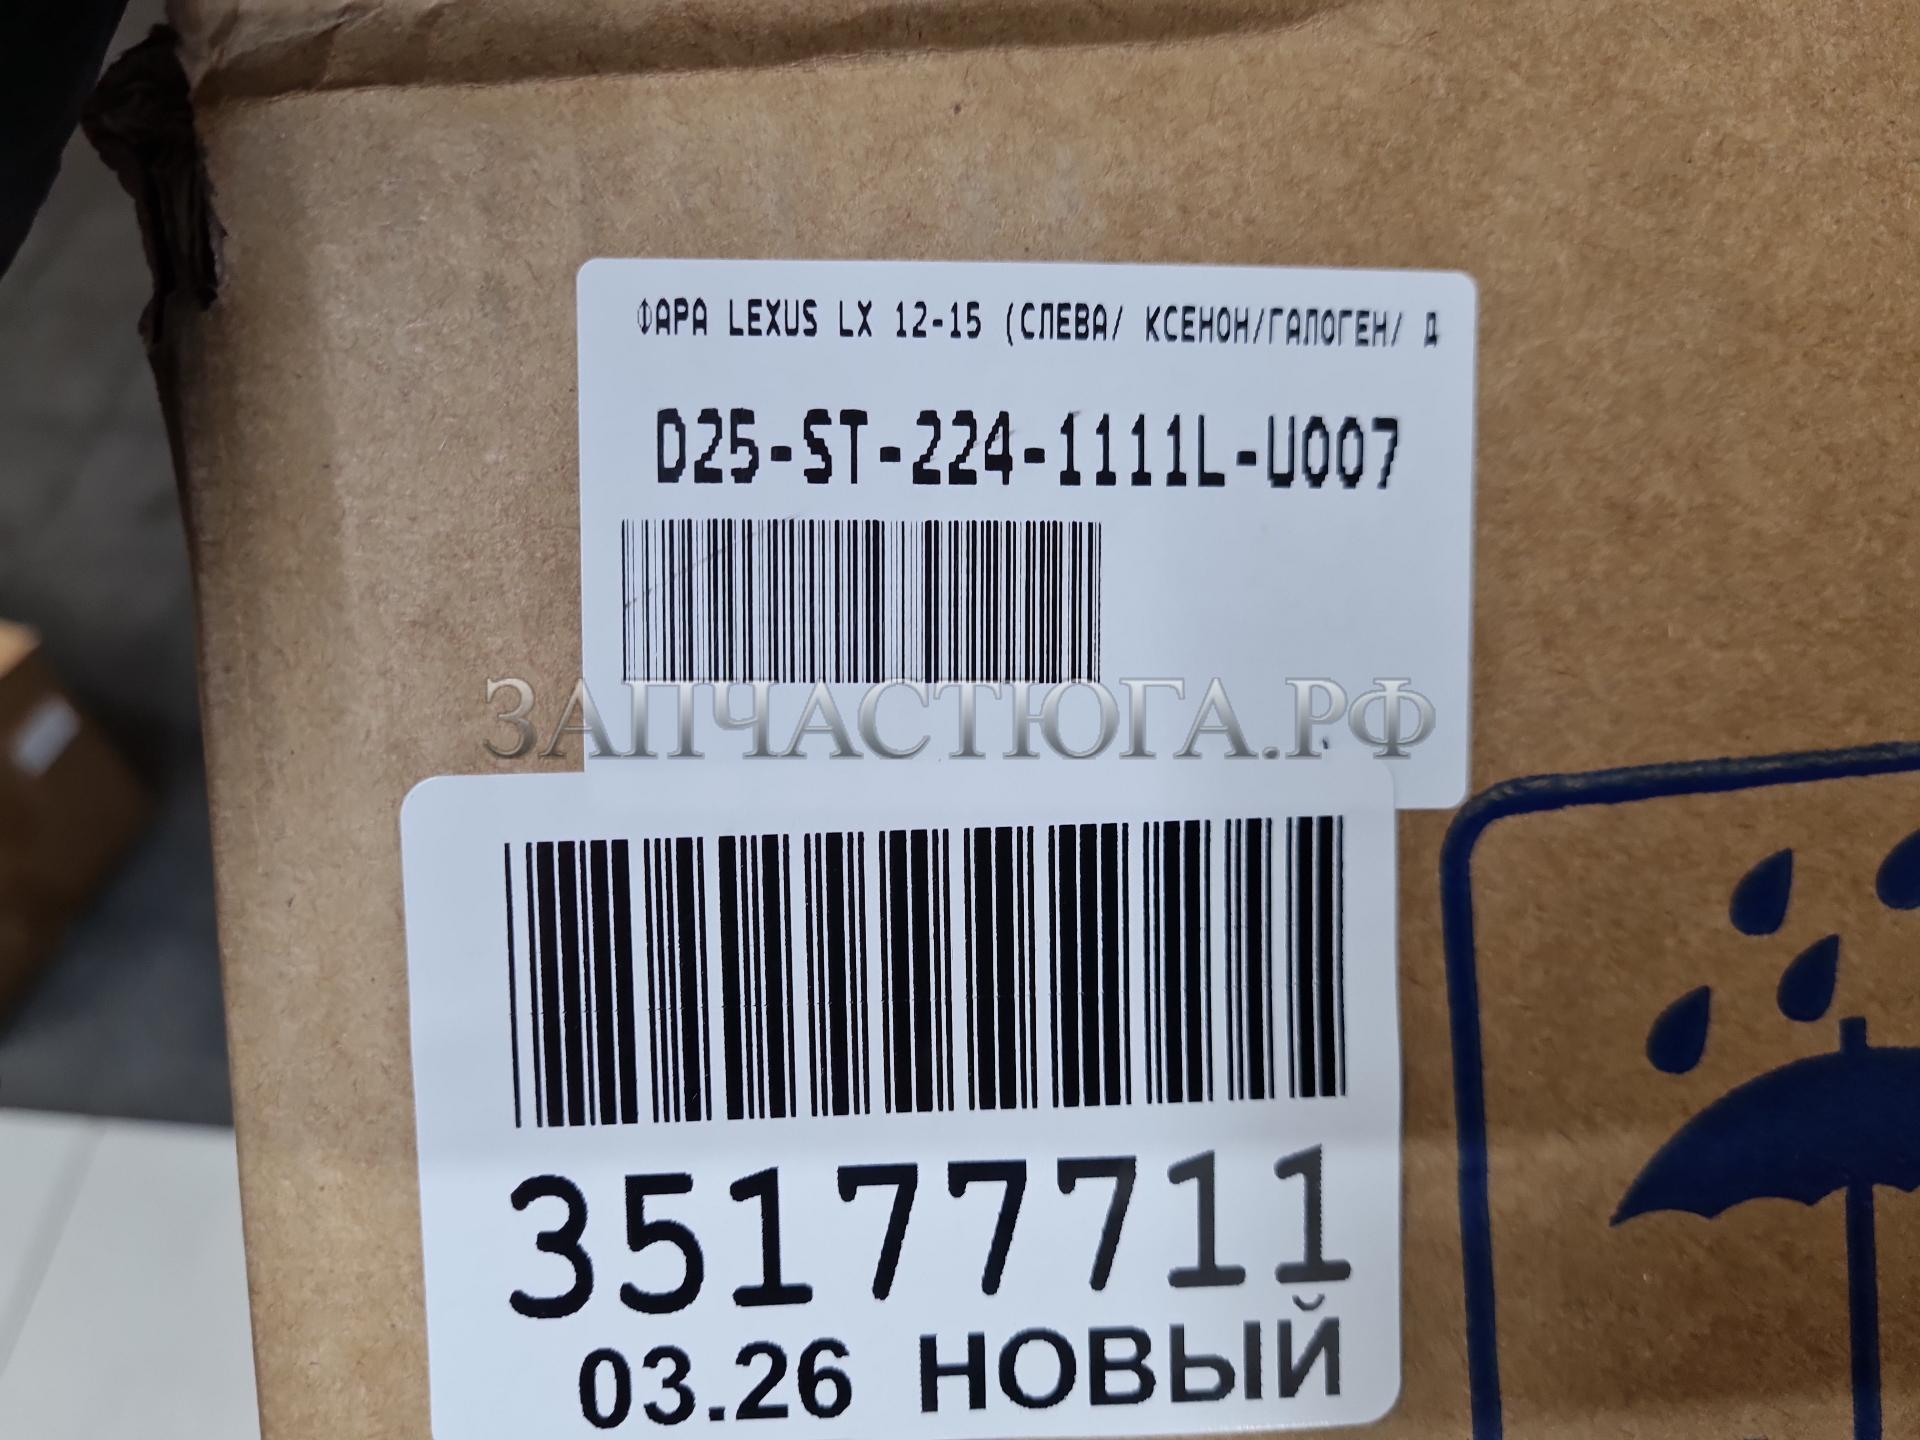 ФАРА LEXUS LX 12-15 (СЛЕВА/ КСЕНОН/ГАЛОГЕН/ Д
D25-ST-224-1111L-U007
ЗАПЧАСТЮГА.РФ
35177711
03.26 НОВЫЙ